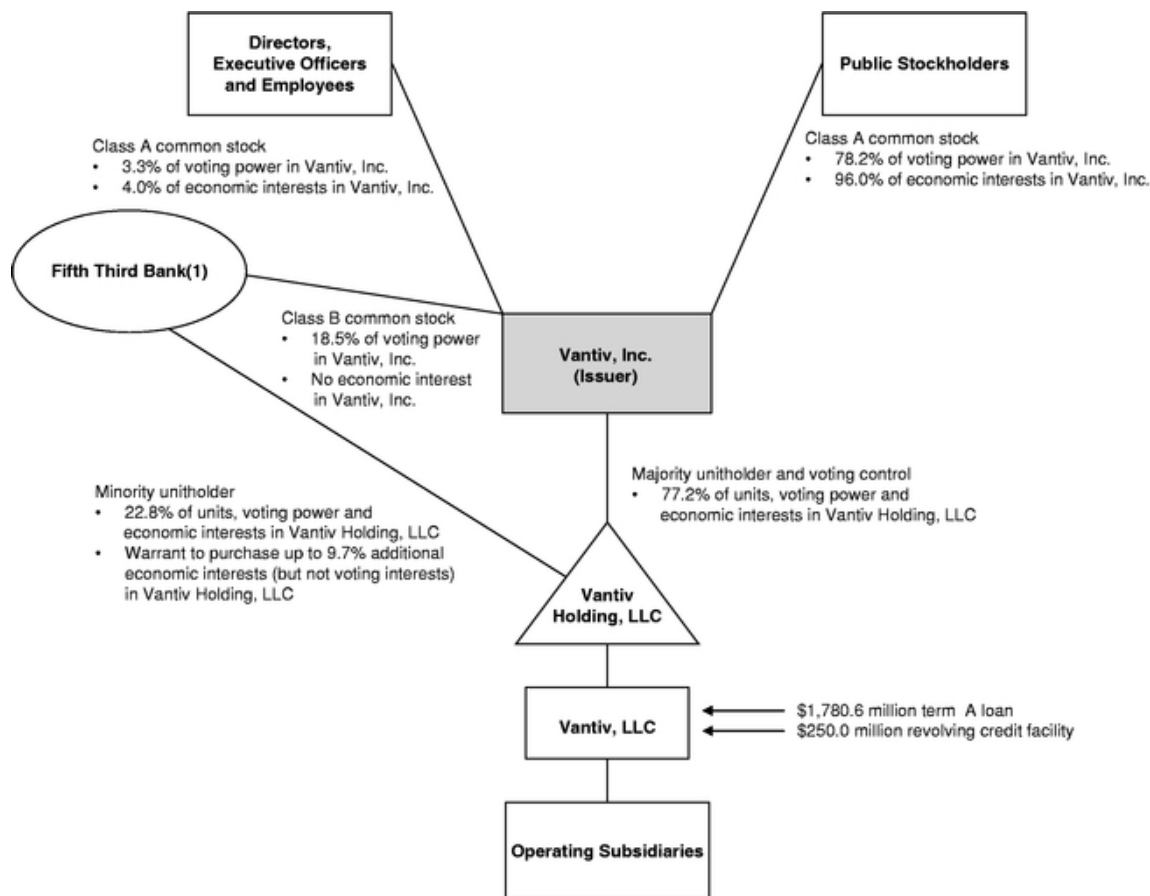 Directors,
Executive Officers
and Employees
Public Stockholders
Class A common stock
• 3.3% of voting power in Vantiv, Inc.
• 4.0% of economic interests in Vantiv, Inc.
Class A common stock
• 78.2% of voting power in Vantiv, Inc.
• 96.0% of economic interests in Vantiv, Inc.
Fifth Third Bank(1)
Class B common stock
• 18.5% of voting power
in Vantiv, Inc.
• No economic interest
in Vantiv, Inc.
Vantiv, Inc.
(Issuer)
Minority unitholder
• 22.8% of units, voting power and
economic interests in Vantiv Holding, LLC
• Warrant to purchase up to 9.7% additional
economic interests (but not voting interests)
in Vantiv Holding, LLC
Majority unitholder and voting control
• 77.2% of units, voting power and
economic interests in Vantiv Holding, LLC
Vantiv
Holding, LLC
Vantiv, LLC
$1,780.6 million term A loan
$250.0 million revolving credit facility
Operating Subsidiaries